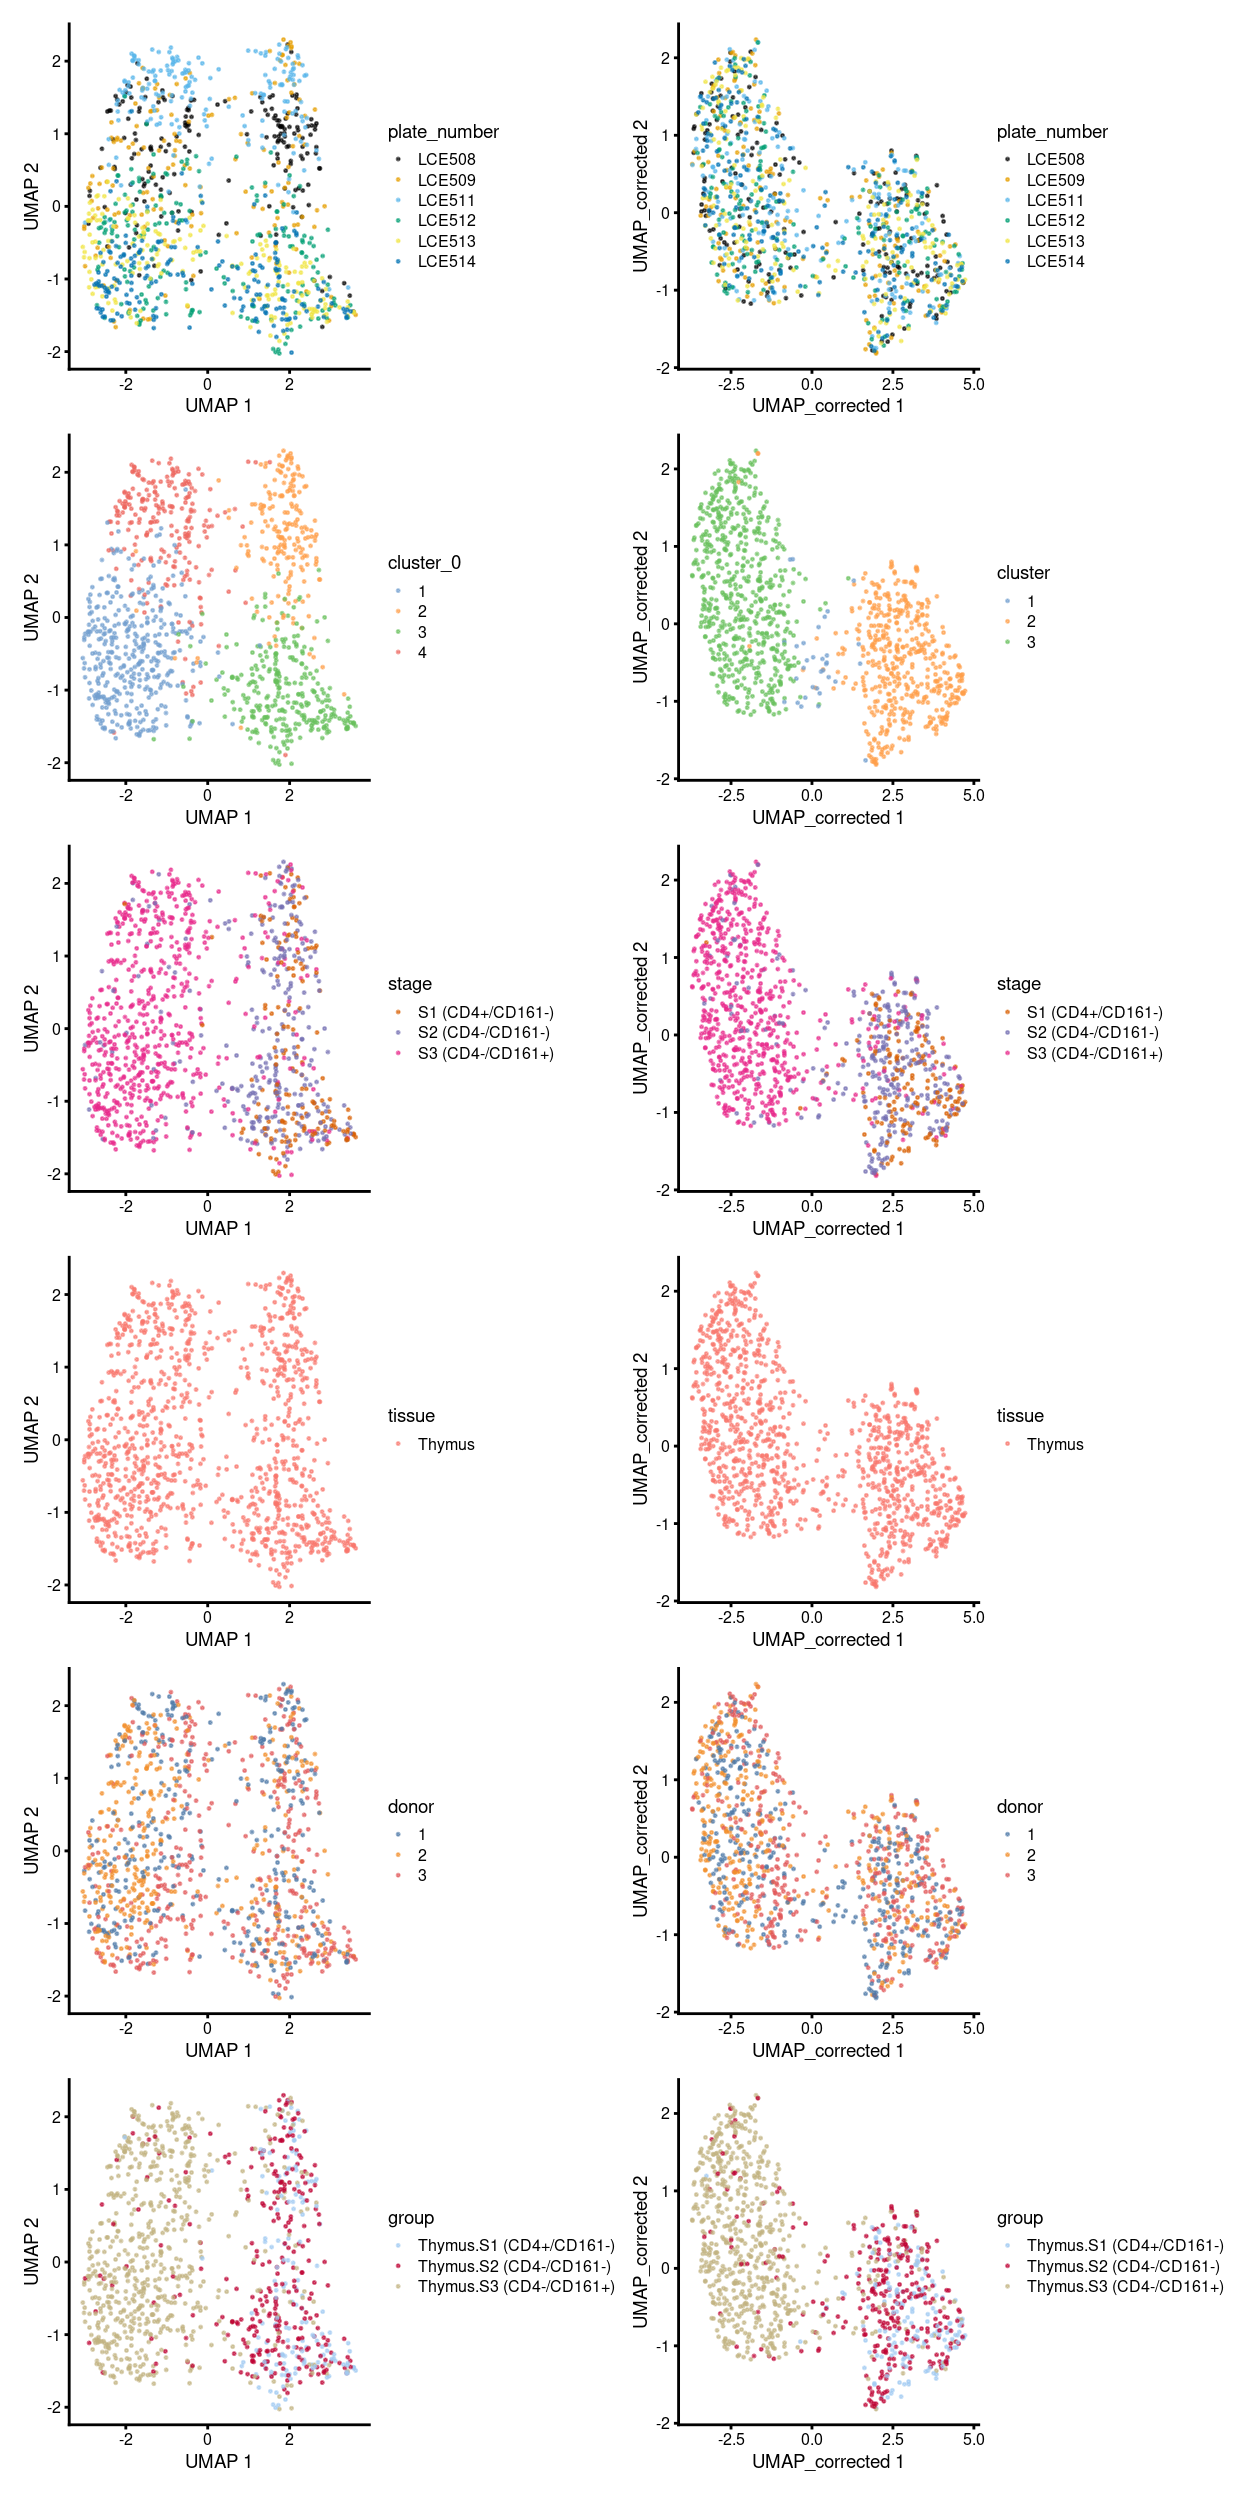 UMAP 2
2
1
0
-1
-2
-2
0
2
UMAP 1
plate_number
LCE508
LCE509
LCE511
LCE512
LCE513
LCE514
UMAP_corrected 2
2
1
0
-1
-2
-2.5
0.0
2.5
5.0
UMAP_corrected 1
plate_number
LCE508
LCE509
LCE511
LCE512
LCE513
LCE514
UMAP 2
2
1
0
-1
-2
-2
0
2
UMAP 1
cluster_0
1
2
3
4
UMAP_corrected 2
2
1
0
-1
-2
-2.5
0.0
2.5
5.0
UMAP_corrected 1
cluster
1
2
3
UMAP 2
2
1
0
-1
-2
-2
0
2
UMAP 1
stage
S1 (CD4+/CD161-)
S2 (CD4-/CD161-)
S3 (CD4-/CD161+)
UMAP_corrected 2
2
1
0
-1
-2
-2.5
0.0
2.5
5.0
UMAP_corrected 1
stage
S1 (CD4+/CD161-)
S2 (CD4-/CD161-)
S3 (CD4-/CD161+)
UMAP 2
2
1
0
-1
-2
-2
0
2
UMAP 1
tissue
Thymus
UMAP_corrected 2
2
1
0
-1
-2
-2.5
0.0
2.5
5.0
UMAP_corrected 1
tissue
Thymus
UMAP 2
2
1
0
-1
-2
-2
0
2
UMAP 1
donor
1
2
3
UMAP_corrected 2
2
1
0
-1
-2
-2.5
0.0
2.5
5.0
UMAP_corrected 1
donor
1
2
3
UMAP 2
2
1
0
-1
-2
-2
0
2
UMAP 1
group
Thymus.S1 (CD4+/CD161-)
Thymus.S2 (CD4-/CD161-)
Thymus.S3 (CD4-/CD161+)
UMAP_corrected 2
2
1
0
-1
-2
-2.5
0.0
2.5
5.0
UMAP_corrected 1
group
Thymus.S1 (CD4+/CD161-)
Thymus.S2 (CD4-/CD161-)
Thymus.S3 (CD4-/CD161+)